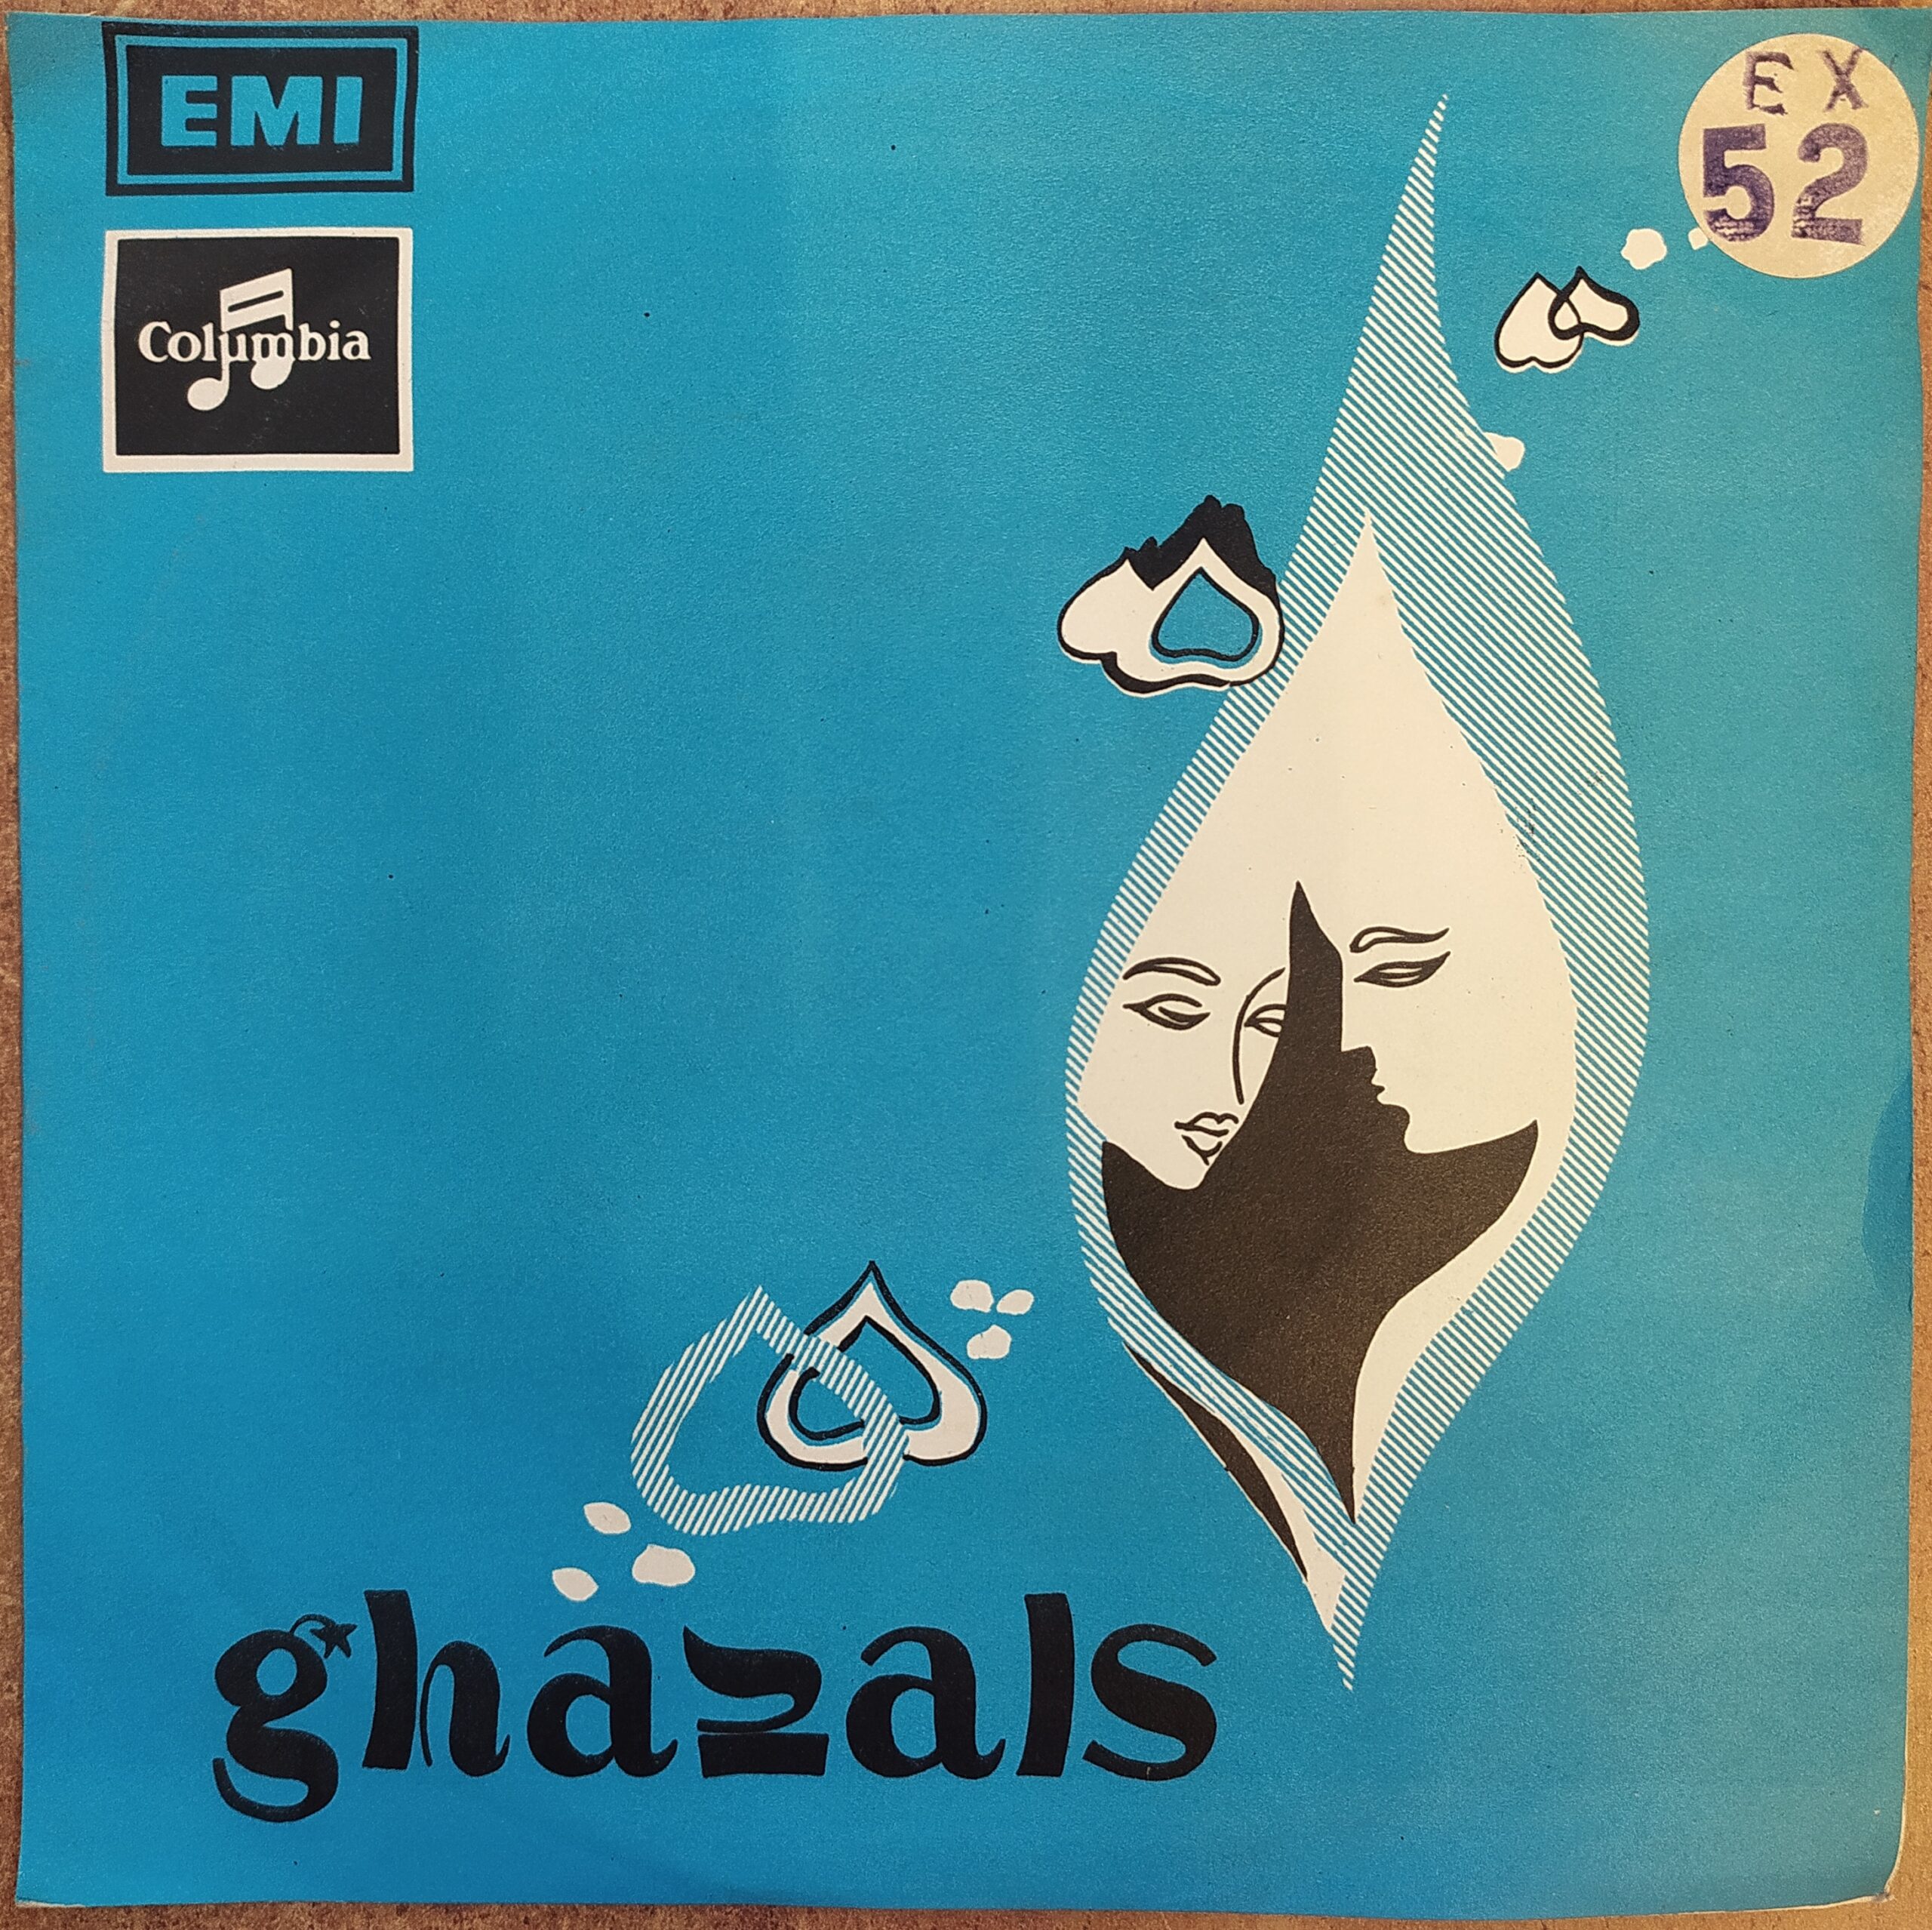 EMI
EX
52
Columbia
ghazals